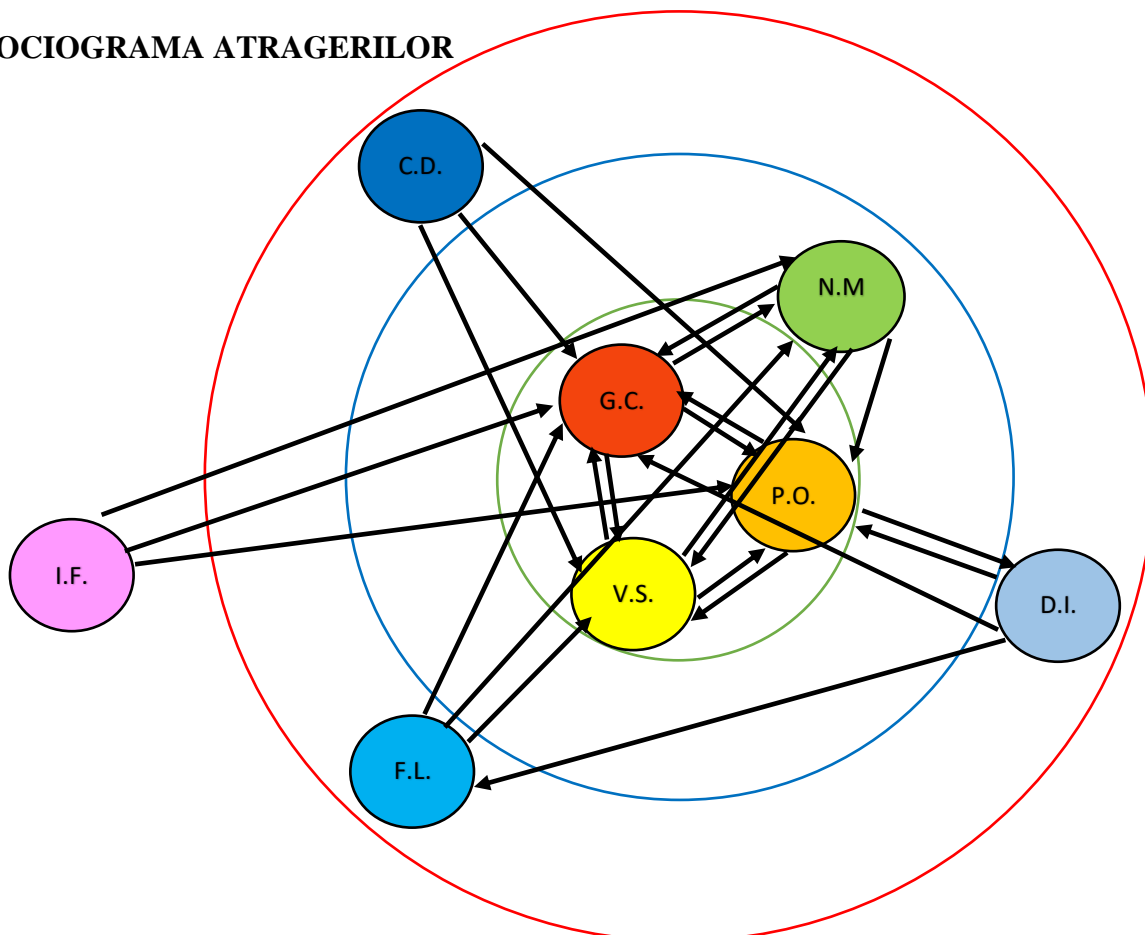 OCIOGRAMA ATRAGERILOR
C.D.
N.M
G.C.
P.O.
I.F.
V.S.
D.I.
F.L.